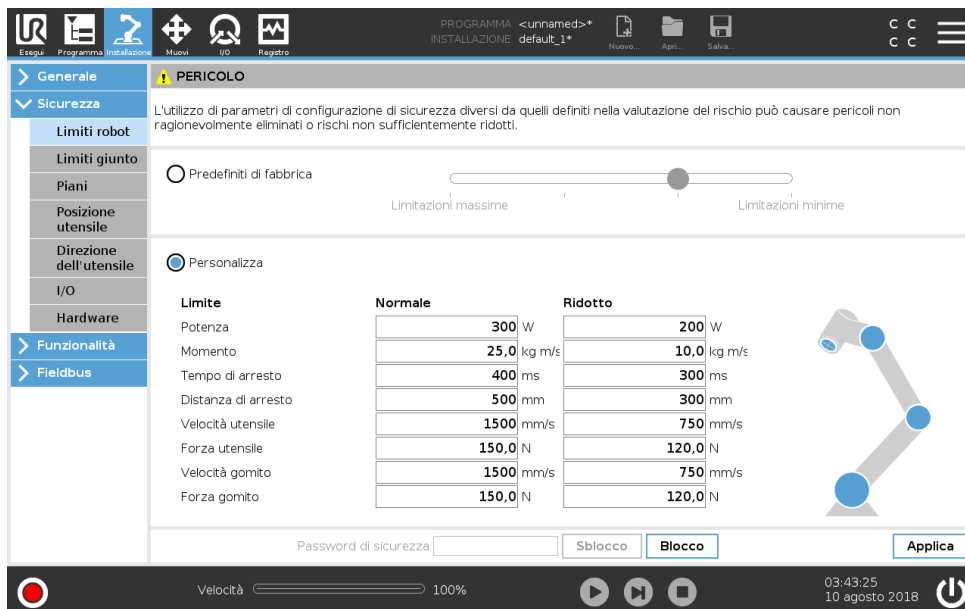 PROGRAMMA <unnamed>*
INSTALLAZIONE default_1*
Esegui Programma Installazione Muovi I/O Registro Nuovo... Apri... Salva...
C C
C C
Generale
Sicurezza
Limiti robot
Limiti giunto
Piani
Posizione
utensile
Direzione
dell'utensile
I/O
Hardware
Funzionalità
Fieldbus
PERICOLO
L'utilizzo di parametri di configurazione di sicurezza diversi da quelli definiti nella valutazione del rischio può causare pericoli non
ragionevolmente eliminati o rischi non sufficientemente ridotti.
Predefiniti di fabbrica
Limitazioni massime Limitazioni minime
Personalizza
Limite Normale Ridotto
Potenza 300 W 200 W
Momento 25,0 kg m/s 10,0 kg m/s
Tempo di arresto 400 ms 300 ms
Distanza di arresto 500 mm 300 mm
Velocità utensile 1500 mm/s 750 mm/s
Forza utensile 150,0 N 120,0 N
Velocità gomito 1500 mm/s 750 mm/s
Forza gomito 150,0 N 120,0 N
Password di sicurezza Sblocco Blocco Applica
Velocità 100%
03:43:25
10 agosto 2018